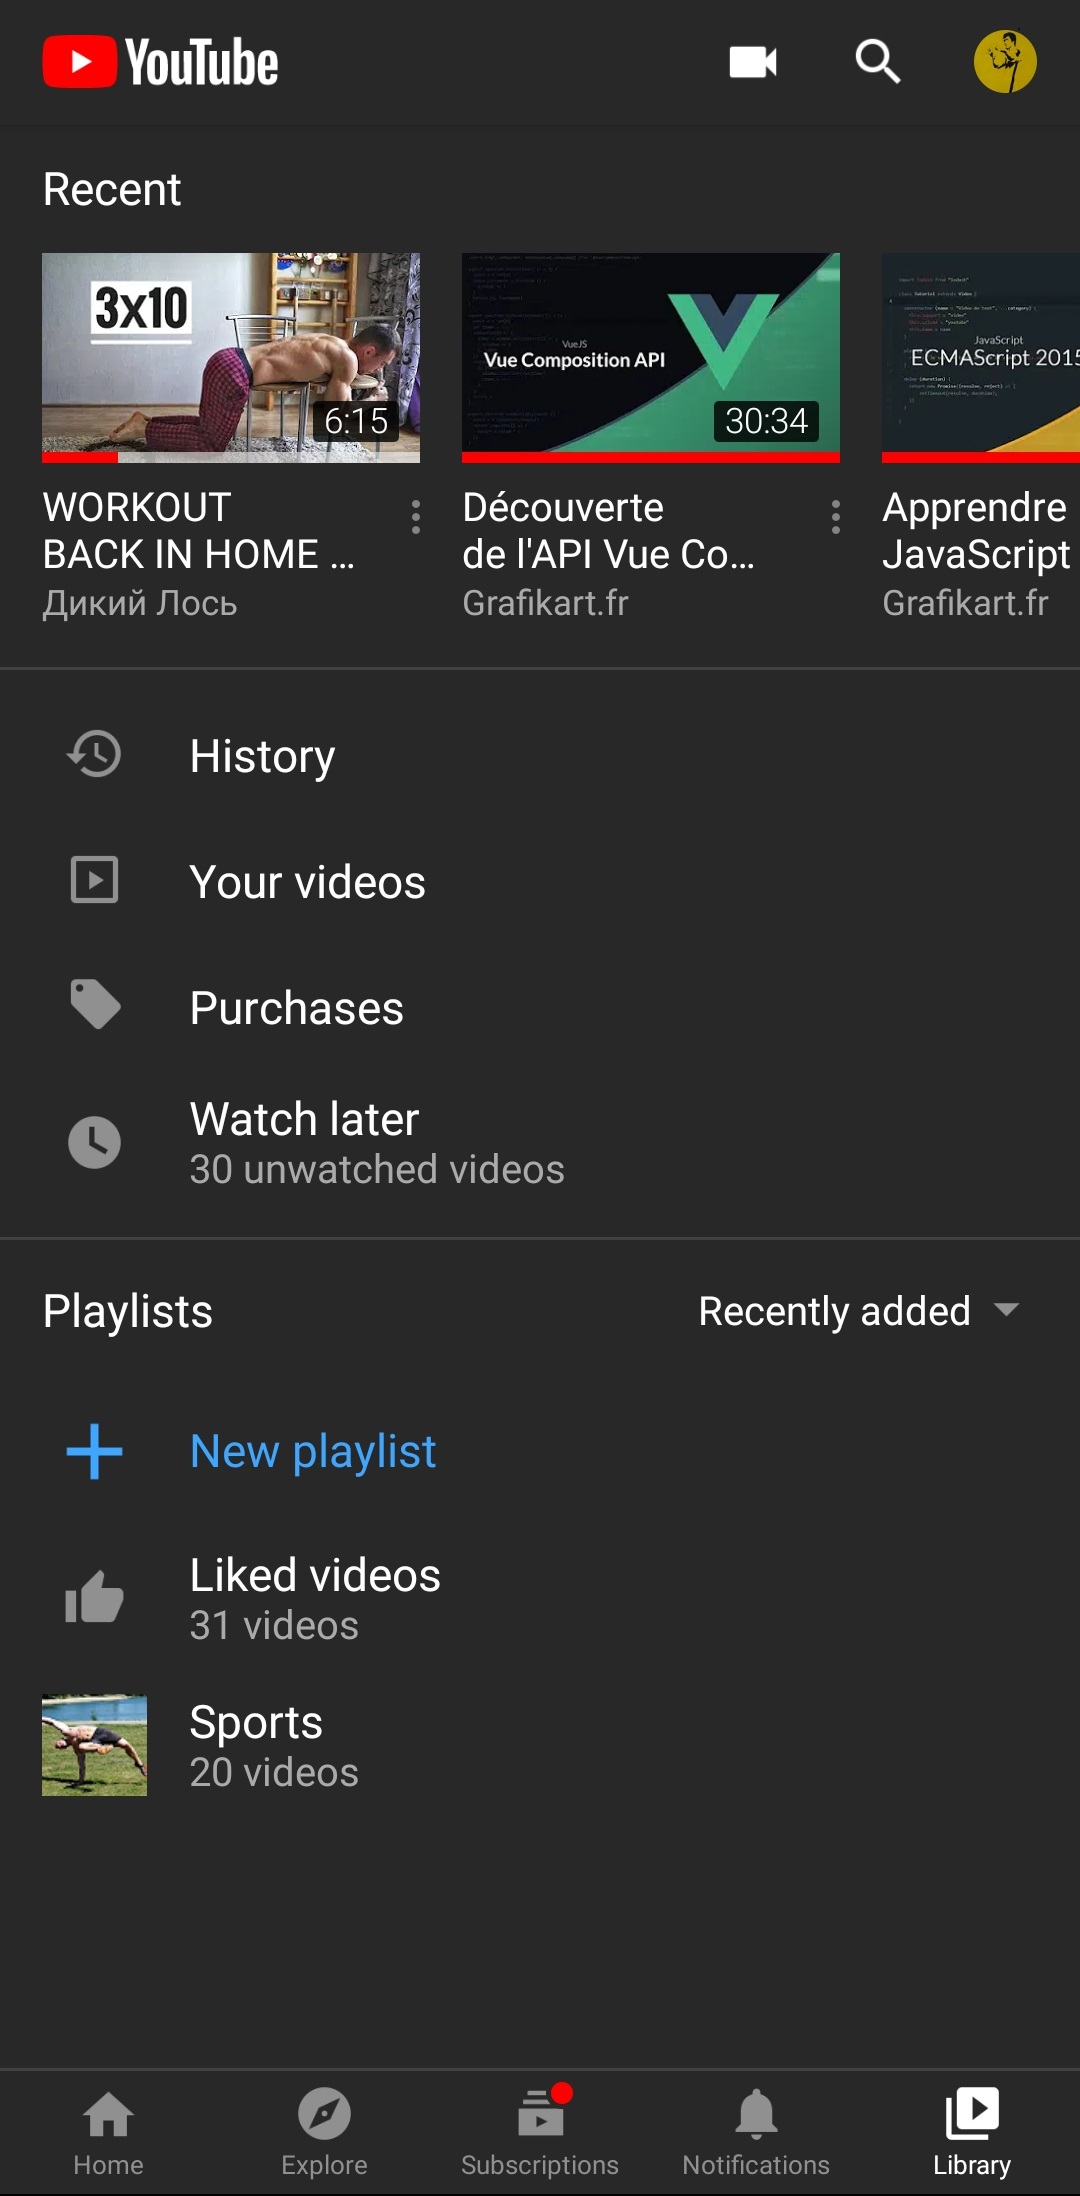 YouTube
Recent
3x10
6:15
VueJS
Vue Composition API
30:34
JavaScript
ECMAScript 2015
WORKOUT
BACK IN HOME ...
Дикий Лось
Découverte
de l'API Vue Co...
Grafikart.fr
Apprendre
JavaScript
Grafikart.fr
History
Your videos
Purchases
Watch later
30 unwatched videos
Playlists
Recently added
New playlist
Liked videos
31 videos
Sports
20 videos
Home
Explore
Subscriptions
Notifications
Library